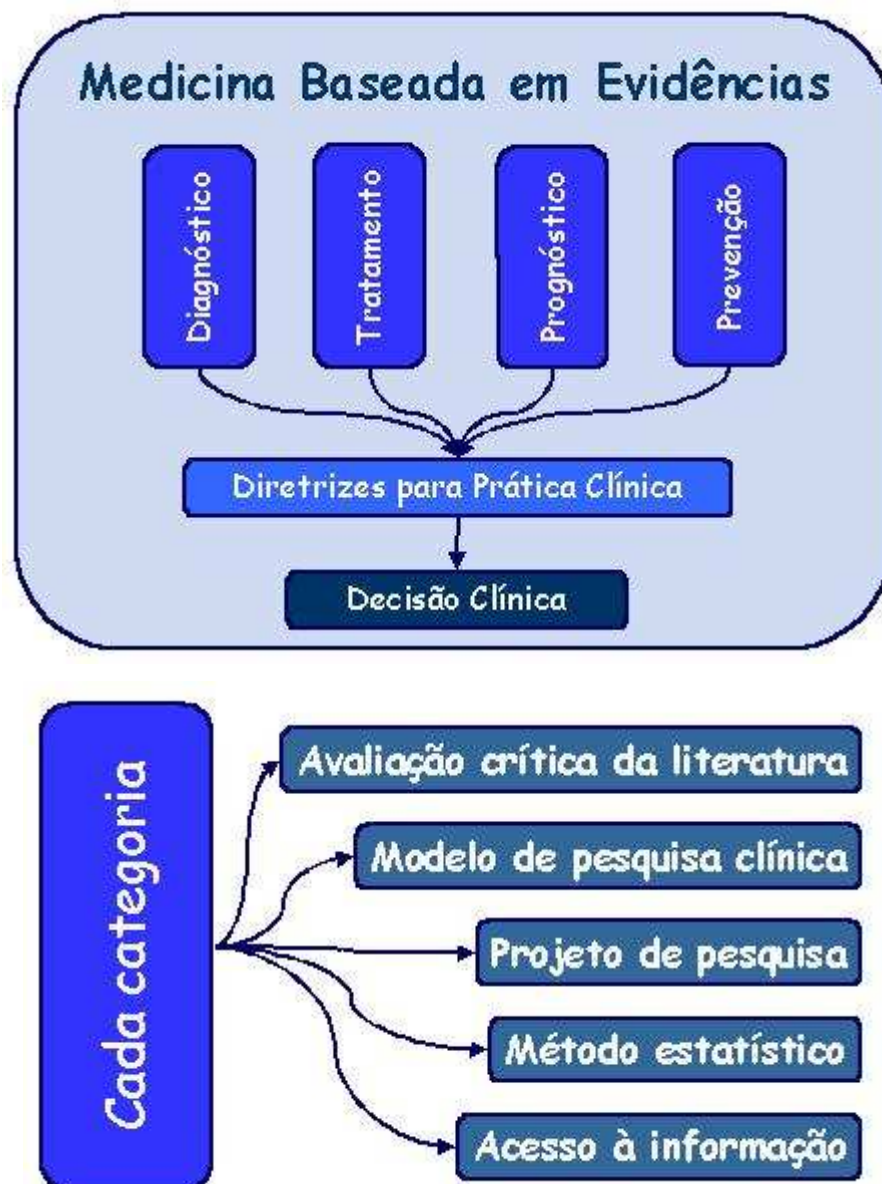 Medicina Baseada em Evidências
Diagnóstico
Tratamento
Prognóstico
Prevenção
Diretrizes para Prática Clínica
Decisão Clínica
Cada categoria
Avaliação crítica da literatura
Modelo de pesquisa clínica
Projeto de pesquisa
Método estatístico
Acesso à informação